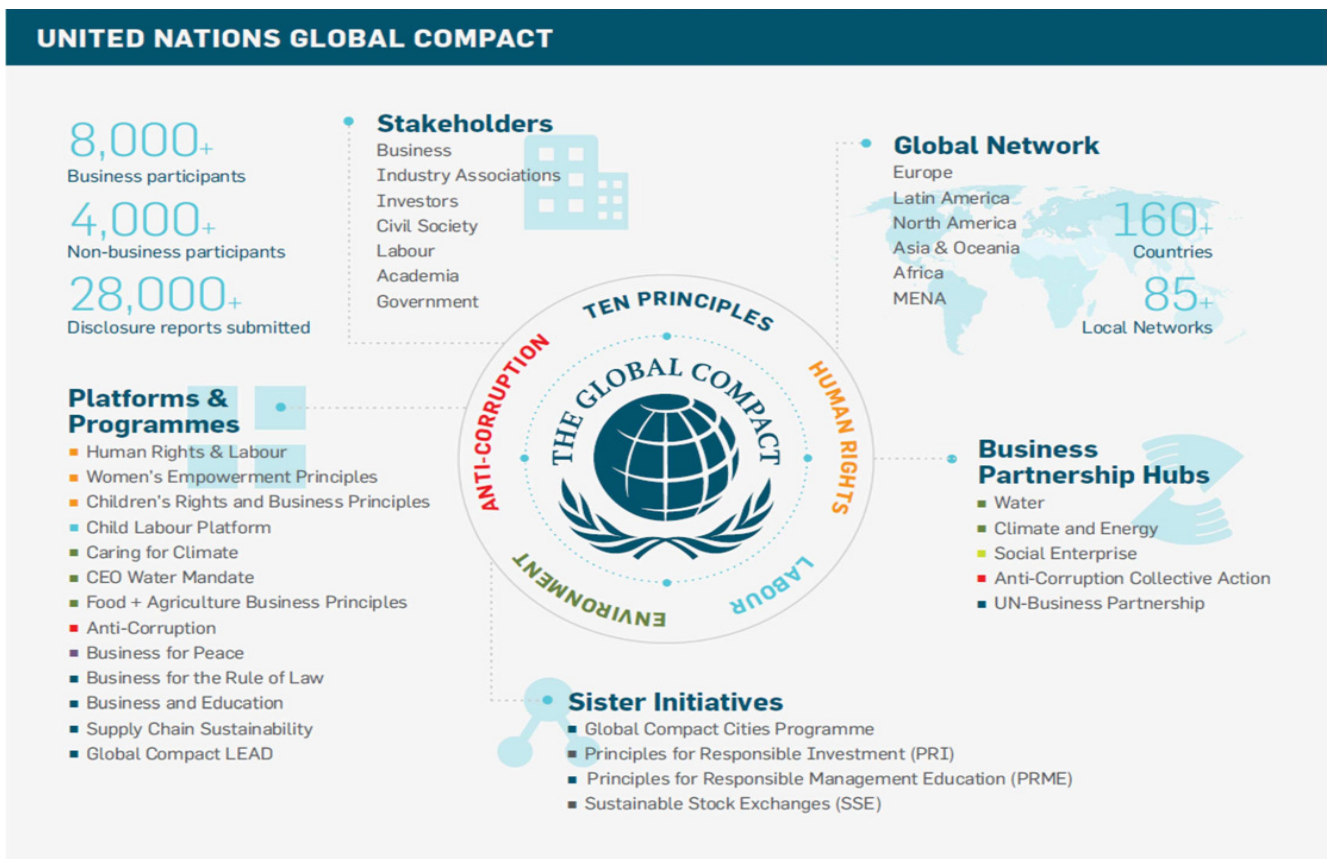 UNITED NATIONS GLOBAL COMPACT
8,000+
Business participants
4,000+
Non-business participants
28,000+
Disclosure reports submitted
Stakeholders
Business
Industry Associations
Investors
Civil Society
Labour
Academia
Government
Global Network
Europe
Latin America
North America
Asia & Oceania
Africa
MENA
160+
Countries
85+
Local Networks
TEN PRINCIPLES
HUMAN RIGHTS
LABOUR
ENVIRONMENT
ANTI-CORRUPTION
THE GLOBAL COMPACT
Platforms &
Programmes
Human Rights & Labour
Women's Empowerment Principles
Children's Rights and Business Principles
Child Labour Platform
Caring for Climate
CEO Water Mandate
Food + Agriculture Business Principles
Anti-Corruption
Business for Peace
Business for the Rule of Law
Business and Education
Supply Chain Sustainability
Global Compact LEAD
Business
Partnership Hubs
Water
Climate and Energy
Social Enterprise
Anti-Corruption Collective Action
UN-Business Partnership
Sister Initiatives
Global Compact Cities Programme
Principles for Responsible Investment (PRI)
Principles for Responsible Management Education (PRME)
Sustainable Stock Exchanges (SSE)